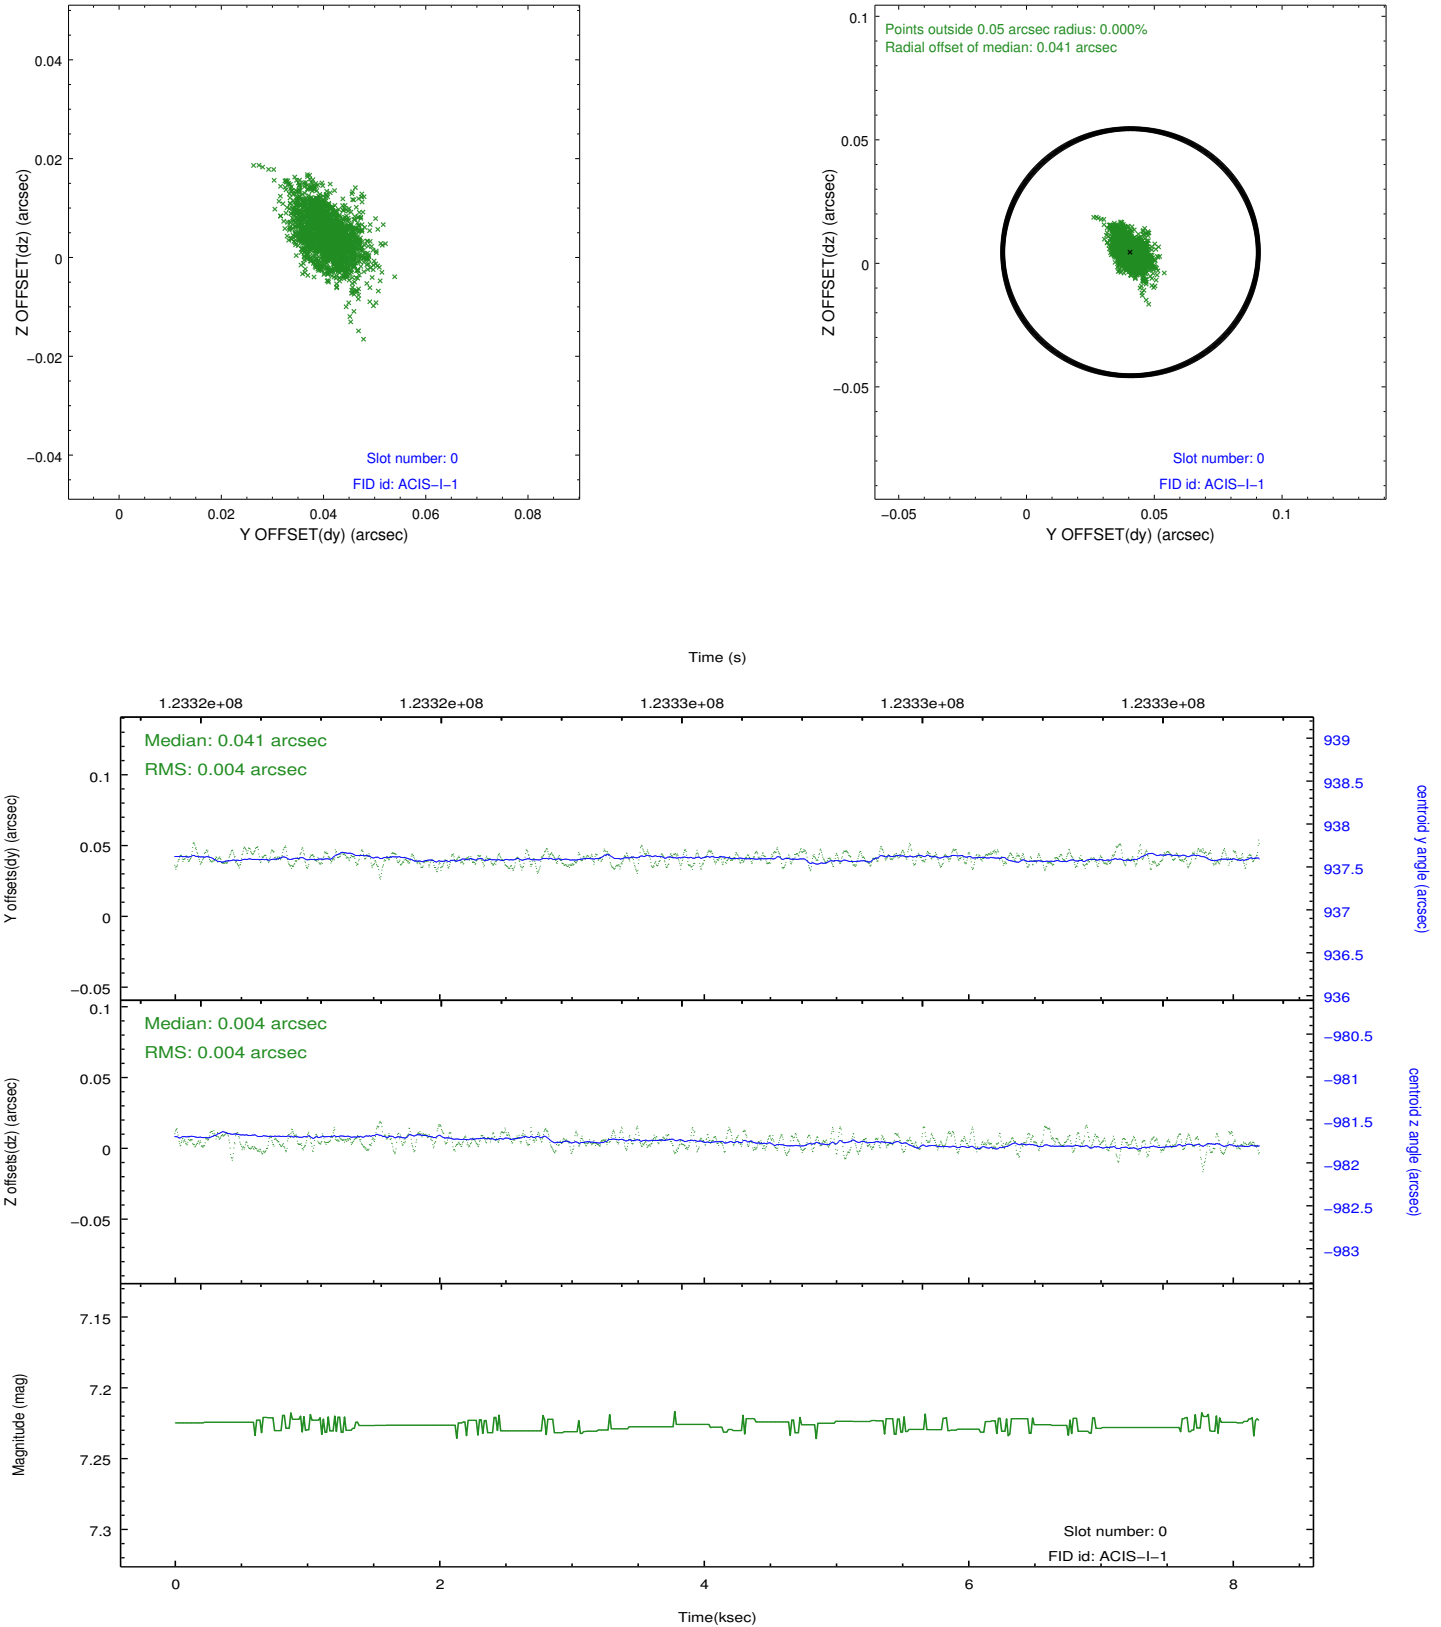 0.04
0.02
0
−0.02
−0.04
Z OFFSET(dz) (arcsec)
Slot number: 0
FID id: ACIS−I−1
0
0.02
0.04
0.06
0.08
Y OFFSET(dy) (arcsec)
Points outside 0.05 arcsec radius: 0.000%
Radial offset of median: 0.041 arcsec
0.1
0.05
0
−0.05
Z OFFSET(dz) (arcsec)
Slot number: 0
FID id: ACIS−I−1
−0.05
0
0.05
0.1
Y OFFSET(dy) (arcsec)
Time (s)
1.2332e+08
1.2332e+08
1.2333e+08
1.2333e+08
1.2333e+08
Median: 0.041 arcsec
RMS: 0.004 arcsec
0.1
0.05
0
−0.05
Y offsets(dy) (arcsec)
939
938.5
938
937.5
937
936.5
936
centroid y angle (arcsec)
Median: 0.004 arcsec
RMS: 0.004 arcsec
0.1
0.05
0
−0.05
Z offsets(dz) (arcsec)
−980.5
−981
−981.5
−982
−982.5
−983
centroid z angle (arcsec)
7.15
7.2
7.25
7.3
Magnitude (mag)
Slot number: 0
FID id: ACIS−I−1
0
2
4
6
8
Time(ksec)